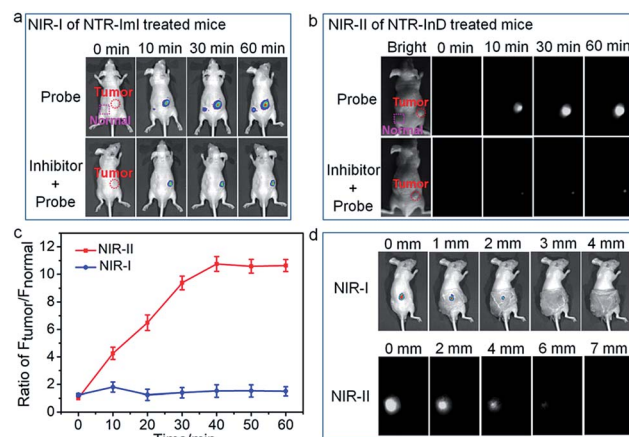 a
NIR-I of NTR-ImI treated mice
0 min 10 min 30 min 60 min
Probe
Tumor
Normal
Inhibitor
+
Probe
Tumor
b
NIR-II of NTR-InD treated mice
Bright 0 min 10 min 30 min 60 min
Probe
Tumor
Normal
Inhibitor
+
Probe
Tumor
c
Ratio of Ftumor/Fnormal
NIR-II
NIR-I
12
10
8
6
4
2
0
0 10 20 30 40 50 60
Time/min
d
0 mm 1 mm 2 mm 3 mm 4 mm
NIR-I
0 mm 2 mm 4 mm 6 mm 7 mm
NIR-II